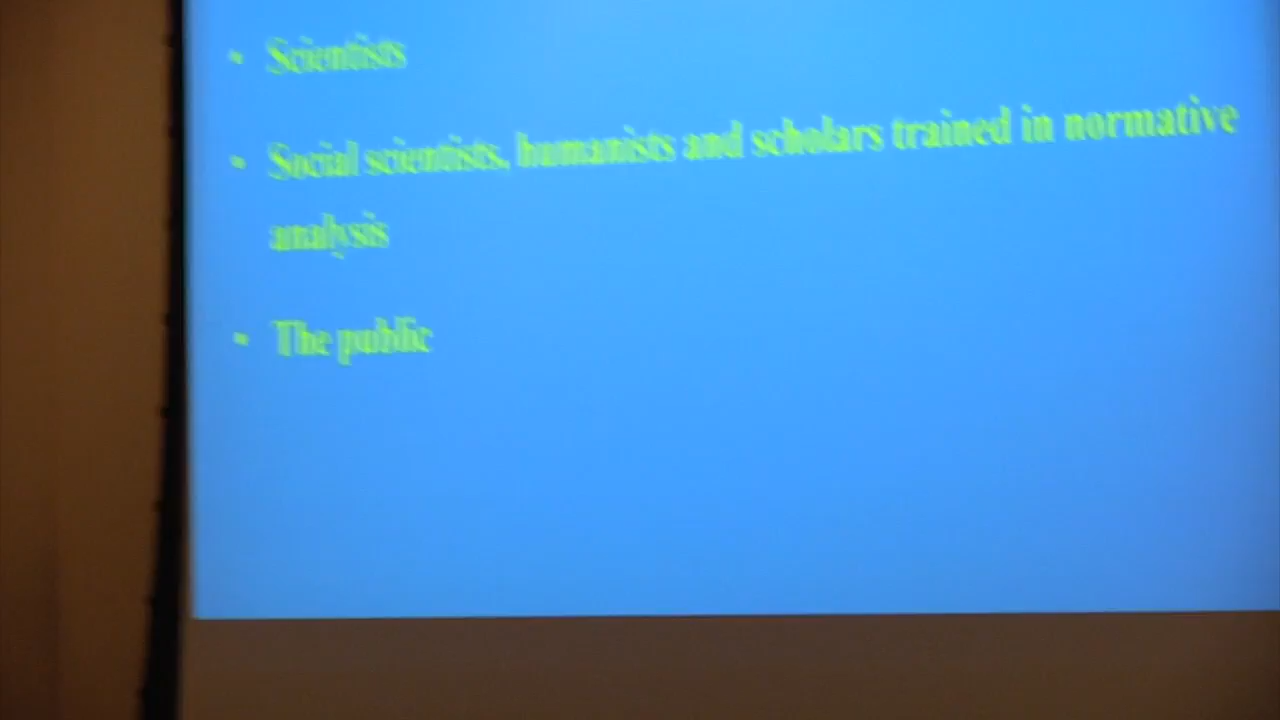 • Scientists
• Social scientists, humanists and scholars trained in normative
analysis
• The public